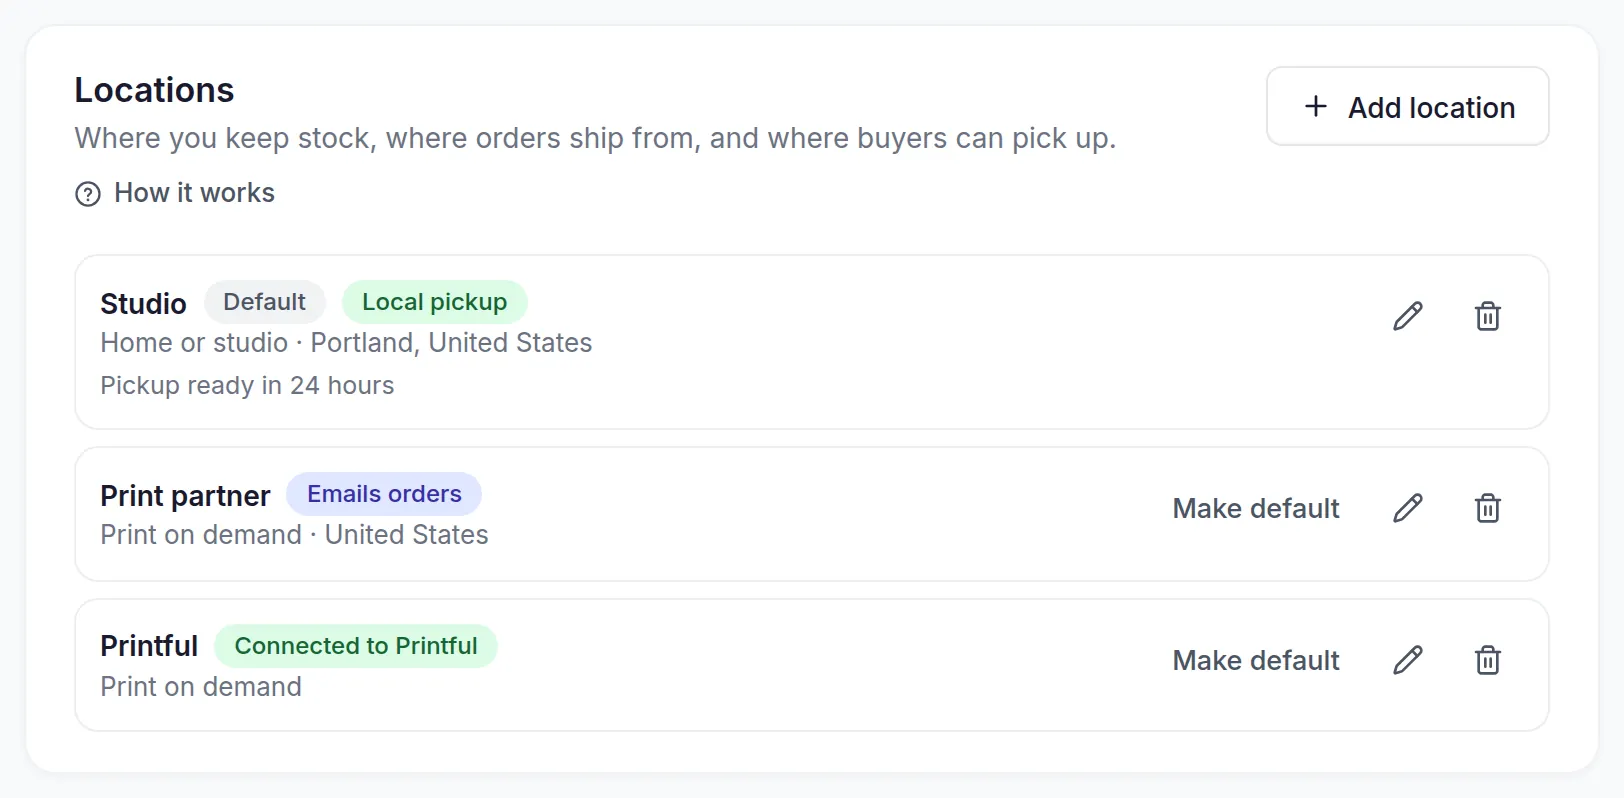 Locations
Where you keep stock, where orders ship from, and where buyers can pick up.
How it works
Add location
Studio Default Local pickup
Home or studio · Portland, United States
Pickup ready in 24 hours
Print partner Emails orders
Print on demand · United States
Make default
Printful Connected to Printful
Print on demand
Make default